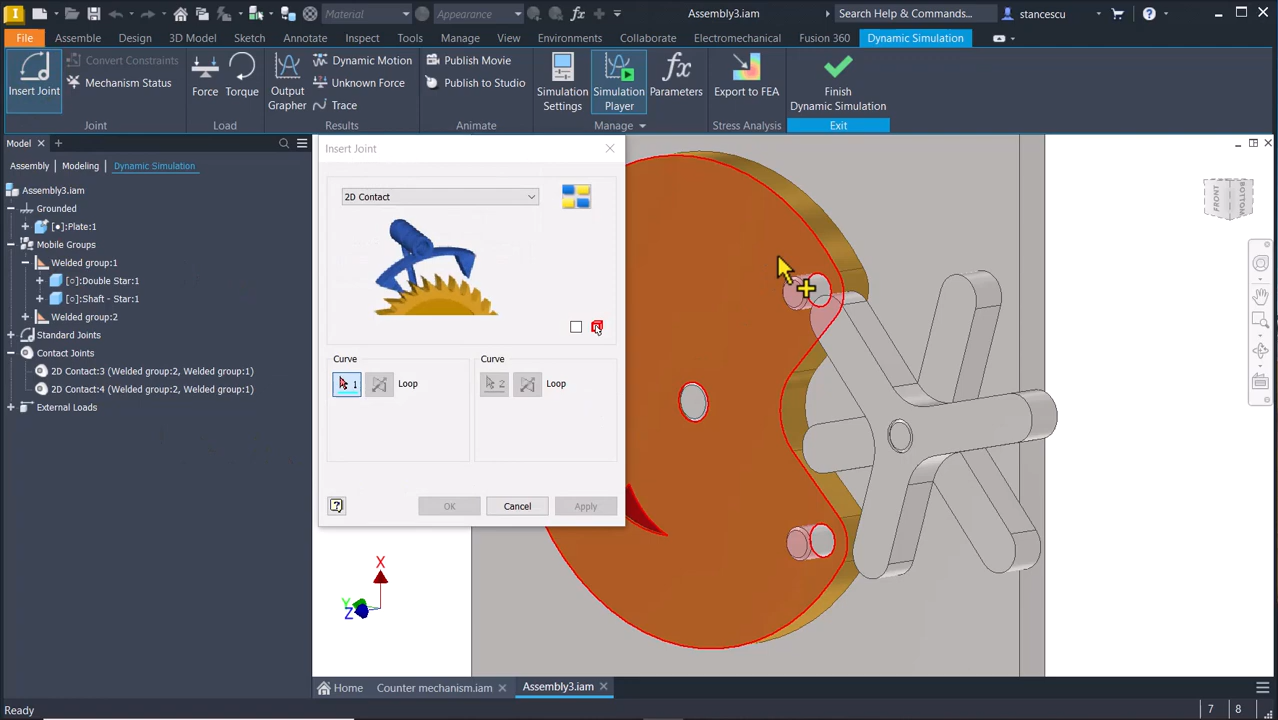 I Material Appearance fx Assembly3.iam Search Help & Commands... stancescu ?
File Assembly Design 3D Model Sketch Annotate Inspect Tools Manage View Environments Collaborate Electromechanical Fusion 360 Dynamic Simulation
Insert Joint
Convert Constraints
Mechanism Status
Joint
Force
Torque
Load
Output Grapher
Dynamic Motion
Unknown Force
Trace
Results
Publish Movie
Publish to Studio
Animate
Simulation Settings
Simulation Player
fx
Parameters
Manage
Export to FEA
Stress Analysis
Finish
Dynamic Simulation
Exit
Model × +
Assembly Modeling Dynamic Simulation
Assembly3.iam
Grounded
[●]:Plate:1
Mobile Groups
Welded group:1
[○]:Double Star:1
[○]:Shaft - Star:1
Welded group:2
Standard Joints
Contact Joints
2D Contact:3 (Welded group:2, Welded group:1)
2D Contact:4 (Welded group:2, Welded group:1)
External Loads
Insert Joint
2D Contact
Curve
1 Loop
Curve
2 Loop
?
OK Cancel Apply
FRONT
BOTTOM
X
Y
Z
Home Counter mechanism.iam Assembly3.iam
Ready
7 8